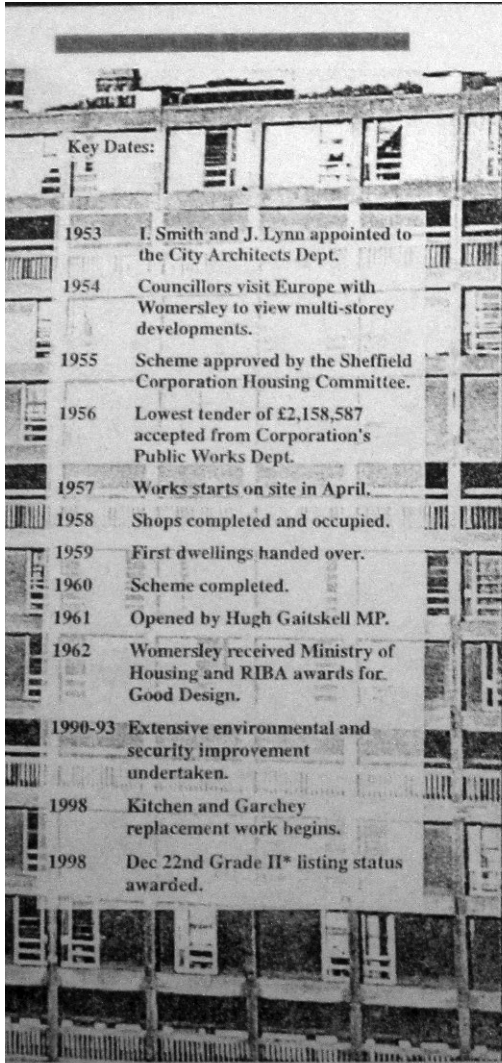 Key Dates:
1953 I. Smith and J. Lynn appointed to
the City Architects Dept.
1954 Councillors visit Europe with
Womersley to view multi-storey
developments.
1955 Scheme approved by the Sheffield
Corporation Housing Committee.
1956 Lowest tender of £2,158,587
accepted from Corporation's
Public Works Dept.
1957 Works starts on site in April.
1958 Shops completed and occupied.
1959 First dwellings handed over.
1960 Scheme completed.
1961 Opened by Hugh Gaitskell MP.
1962 Womersley received Ministry of
Housing and RIBA awards for
Good Design.
1990-93 Extensive environmental and
security improvement
undertaken.
1998 Kitchen and Garchey
replacement work begins.
1998 Dec 22nd Grade II* listing status
awarded.